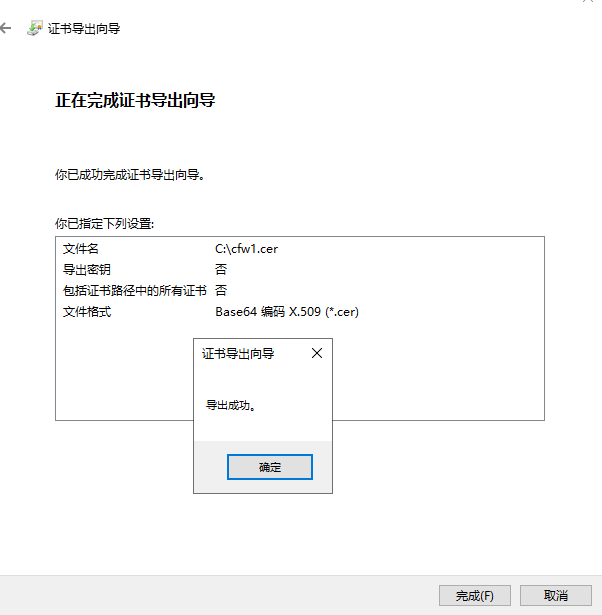 证书导出向导
正在完成证书导出向导
你已成功完成证书导出向导。
你已指定下列设置:
文件名 C:\cfw1.cer
导出密钥 否
包括证书路径中的所有证书 否
文件格式 Base64 编码 X.509 (*.cer)
证书导出向导
导出成功。
确定
完成(F) 取消